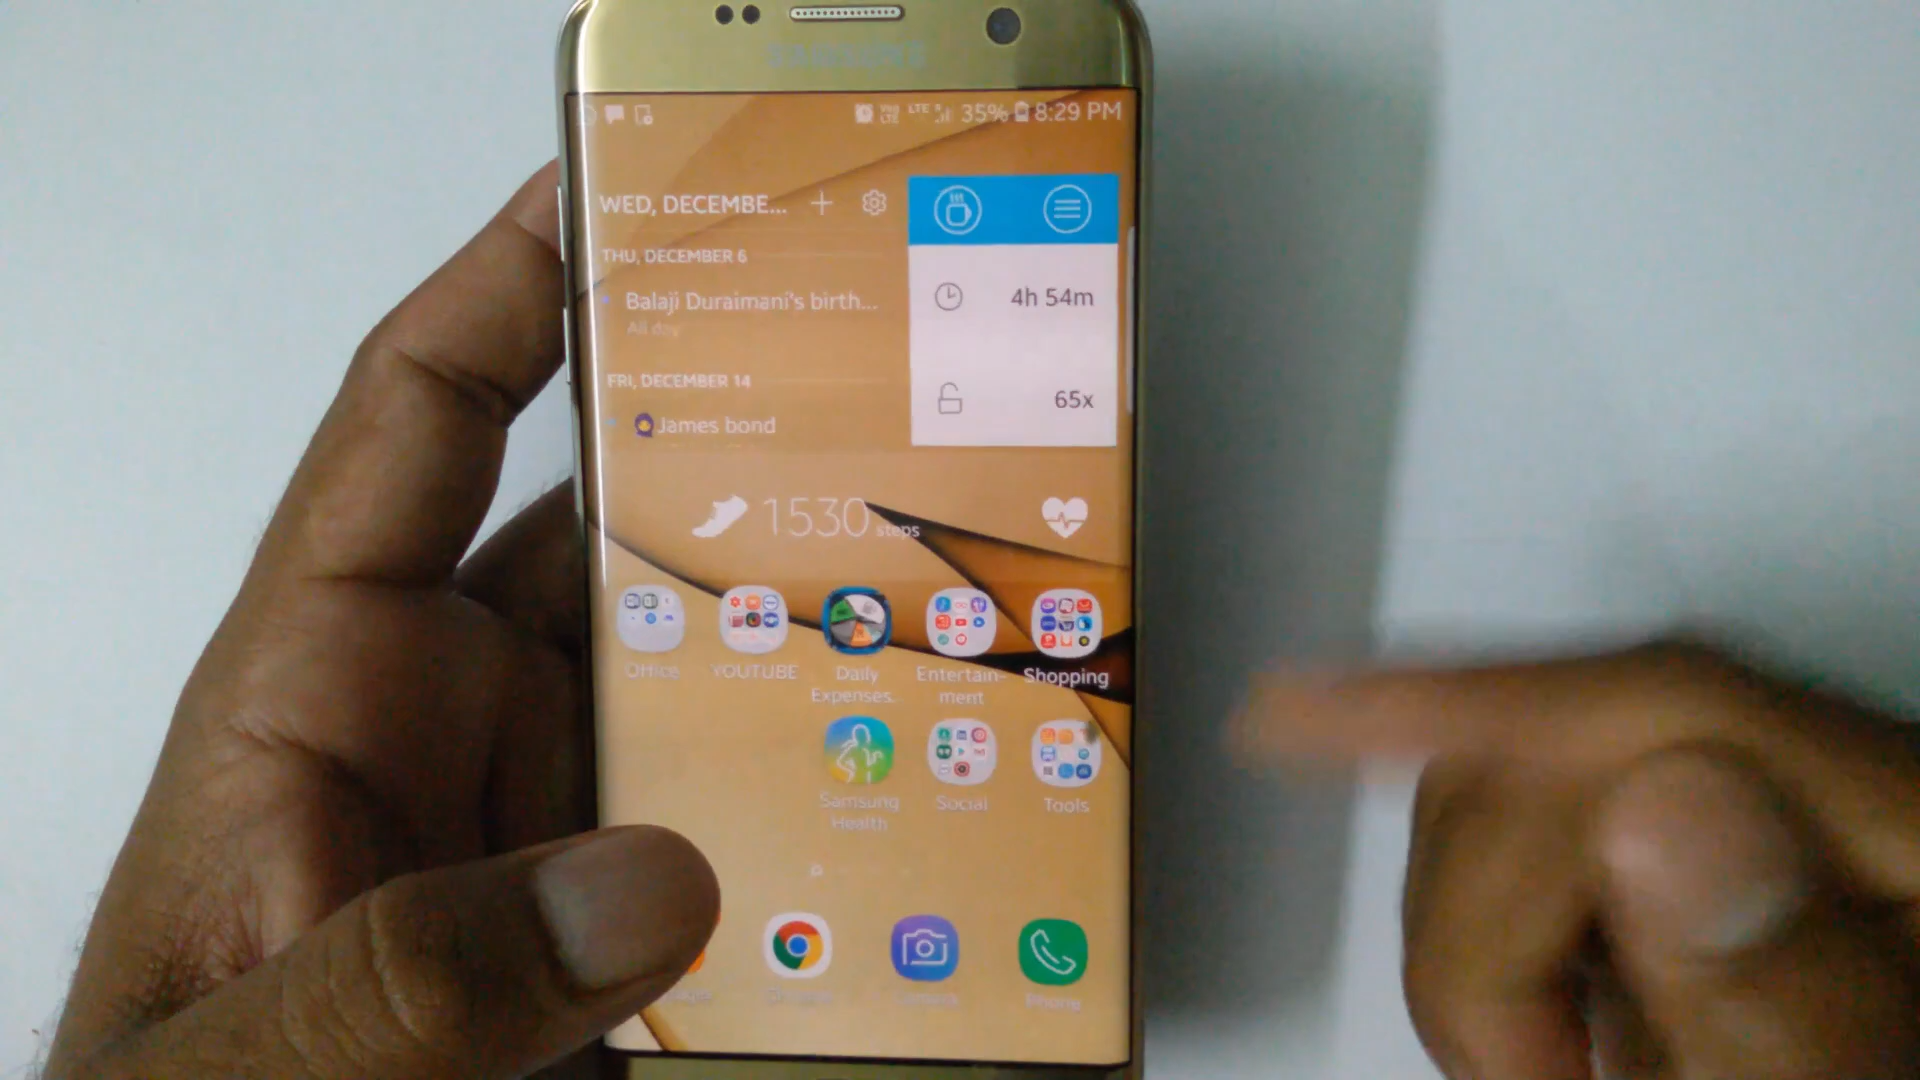 SAMSUNG
LTE 35% 8:29 PM
WED, DECEMBE... +
THU, DECEMBER 6
Balaji Duraimani's birth...
All day
4h 54m
FRI, DECEMBER 14
James bond
65x
1530 steps
Office YOUTUBE Daily Expenses.. Entertain-
ment Shopping
Samsung
Health Social Tools
Chrome Camera Phone